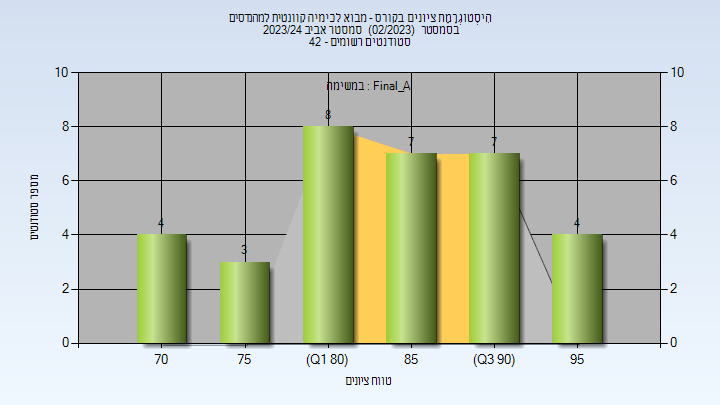 היסטוגרמת ציונים בקורס - מבוא לכימיה קוונטית למהנדסים
בסמסטר (02/2023) סמסטר אביב 2023/24
סטודנטים רשומים - 42
במשימה : Final_A
10
8
6
4
2
0
10
8
6
4
2
0
מספר סטודנטים
4
3
8
7
7
4
70
75
(Q1 80)
85
(Q3 90)
95
טווח ציונים